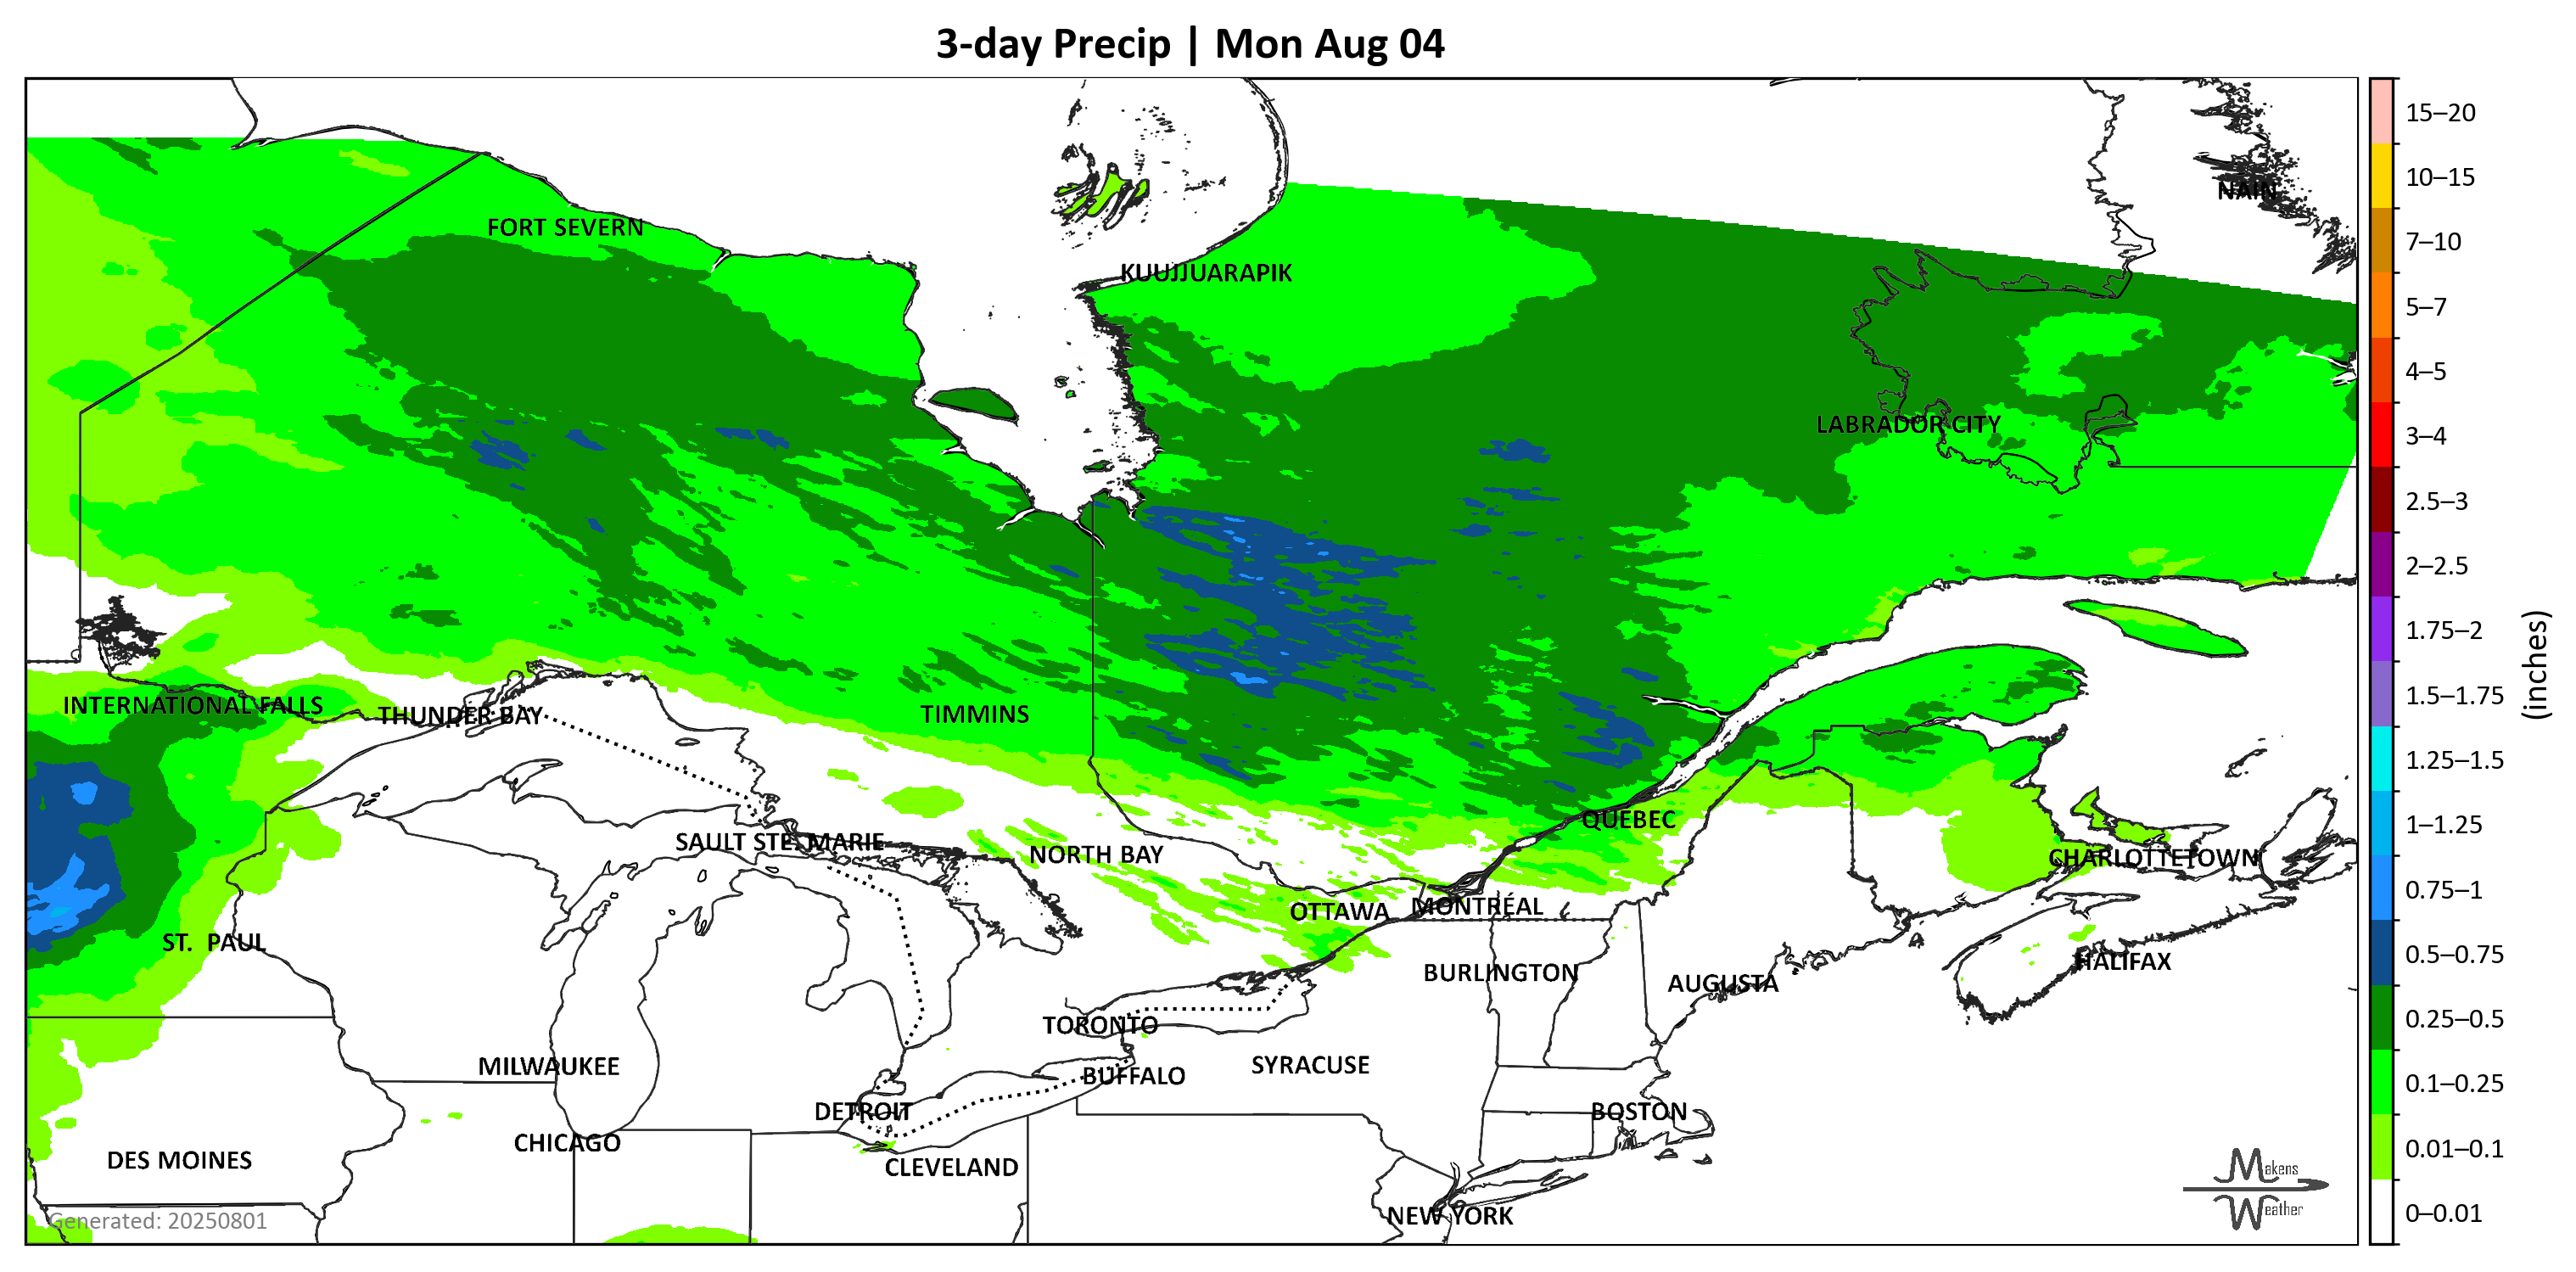 3-day Precip | Mon Aug 04
FORT SEVERN
NAIN
KUUJJUARAPIK
LABRADOR CITY
INTERNATIONAL FALLS
THUNDER BAY
TIMMINS
QUEBEC
SAULT STE. MARIE
NORTH BAY
CHARLOTTETOWN
OTTAWA
MONTRÉAL
ST. PAUL
HALIFAX
BURLINGTON
AUGUSTA
TORONTO
MILWAUKEE
SYRACUSE
BUFFALO
DETROIT
BOSTON
CHICAGO
DES MOINES
CLEVELAND
NEW YORK
Generated: 20250801
Makens
Weather
15–20
10–15
7–10
5–7
4–5
3–4
2.5–3
2–2.5
1.75–2
1.5–1.75
1.25–1.5
1–1.25
0.75–1
0.5–0.75
0.25–0.5
0.1–0.25
0.01–0.1
0–0.01
(inches)